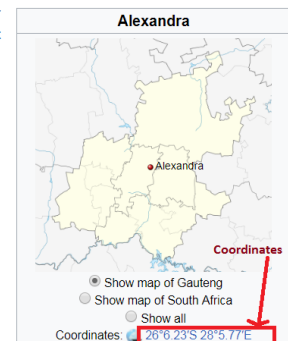 Alexandra
Alexandra
Coordinates
Show map of Gauteng
Show map of South Africa
Show all
Coordinates: 26°6.23′S 28°5.77′E